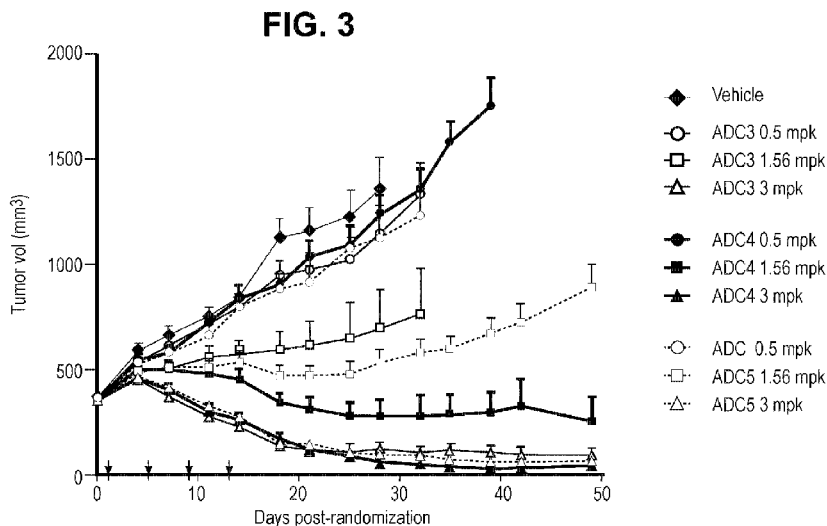 FIG. 3
Tumor vol (mm3)
2000
1500
1000
500
0
0
10
20
30
40
50
Days post-randomization
Vehicle
ADC3 0.5 mpk
ADC3 1.56 mpk
ADC3 3 mpk
ADC4 0.5 mpk
ADC4 1.56 mpk
ADC4 3 mpk
ADC 0.5 mpk
ADC5 1.56 mpk
ADC5 3 mpk